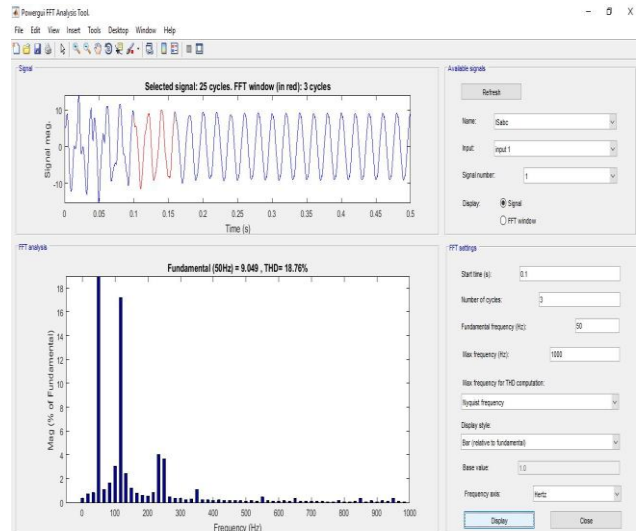 Powergui FFT Analysis Tool.
File Edit View Insert Tools Desktop Window Help
Signal
Selected signal: 25 cycles. FFT window (in red): 3 cycles
Signal mag.
10
0
-10
0 0.05 0.1 0.15 0.2 0.25 0.3 0.35 0.4 0.45 0.5
Time (s)
FFT analysis
Fundamental (50Hz) = 9.049 , THD= 18.76%
Mag (% of Fundamental)
18
16
14
12
10
8
6
4
2
0
0 100 200 300 400 500 600 700 800 900 1000
Frequency (Hz)
Available signals
Refresh
Name: ISabc
Input: input 1
Signal number: 1
Display: Signal
FFT window
FFT settings
Start time (s): 0.1
Number of cycles: 3
Fundamental frequency (Hz): 50
Max frequency (Hz): 1000
Max frequency for THD computation:
Nyquist frequency
Display style:
Bar (relative to fundamental)
Base value: 1.0
Frequency axis: Hertz
Display Close